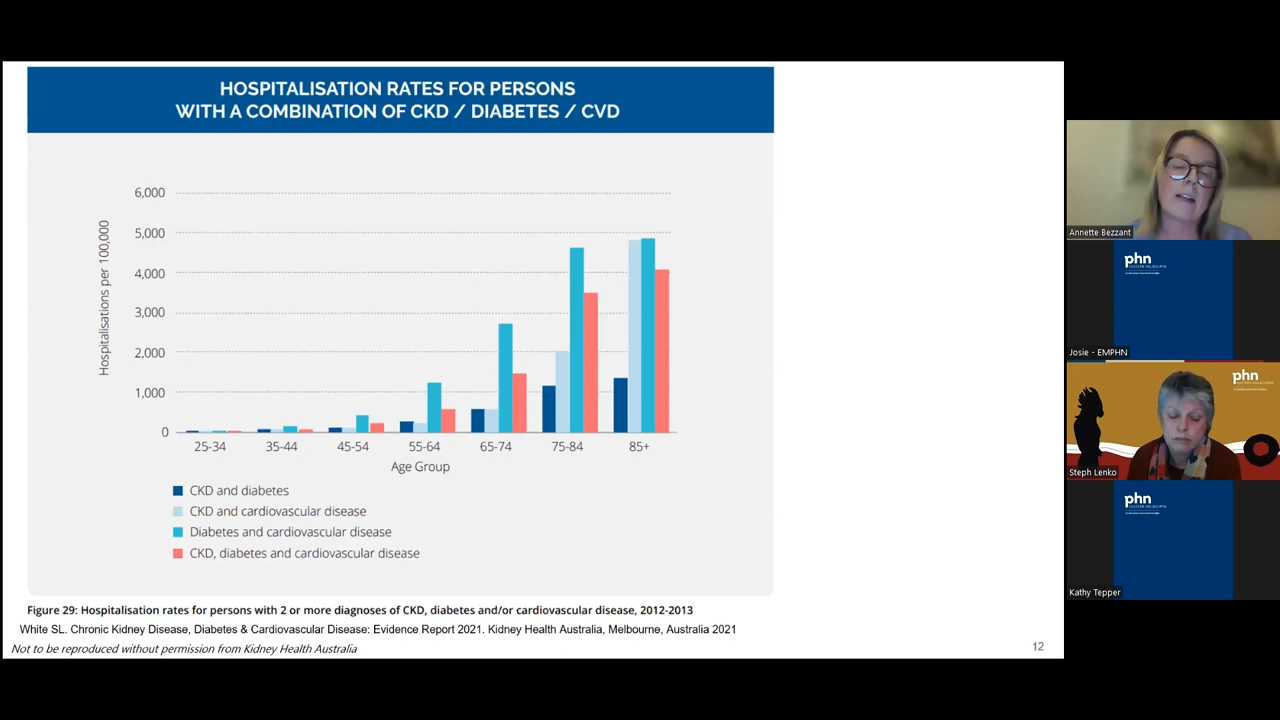 HOSPITALISATION RATES FOR PERSONS
WITH A COMBINATION OF CKD / DIABETES / CVD
Hospitalisations per 100,000
6,000
5,000
4,000
3,000
2,000
1,000
0
25-34
35-44
45-54
55-64
65-74
75-84
85+
Age Group
CKD and diabetes
CKD and cardiovascular disease
Diabetes and cardiovascular disease
CKD, diabetes and cardiovascular disease
Figure 29: Hospitalisation rates for persons with 2 or more diagnoses of CKD, diabetes and/or cardiovascular disease, 2012-2013
White SL. Chronic Kidney Disease, Diabetes & Cardiovascular Disease: Evidence Report 2021. Kidney Health Australia, Melbourne, Australia 2021
Not to be reproduced without permission from Kidney Health Australia
12
Annette Bezzant
phn
Josie - EMPHN
phn
Steph Lenko
phn
Kathy Tepper